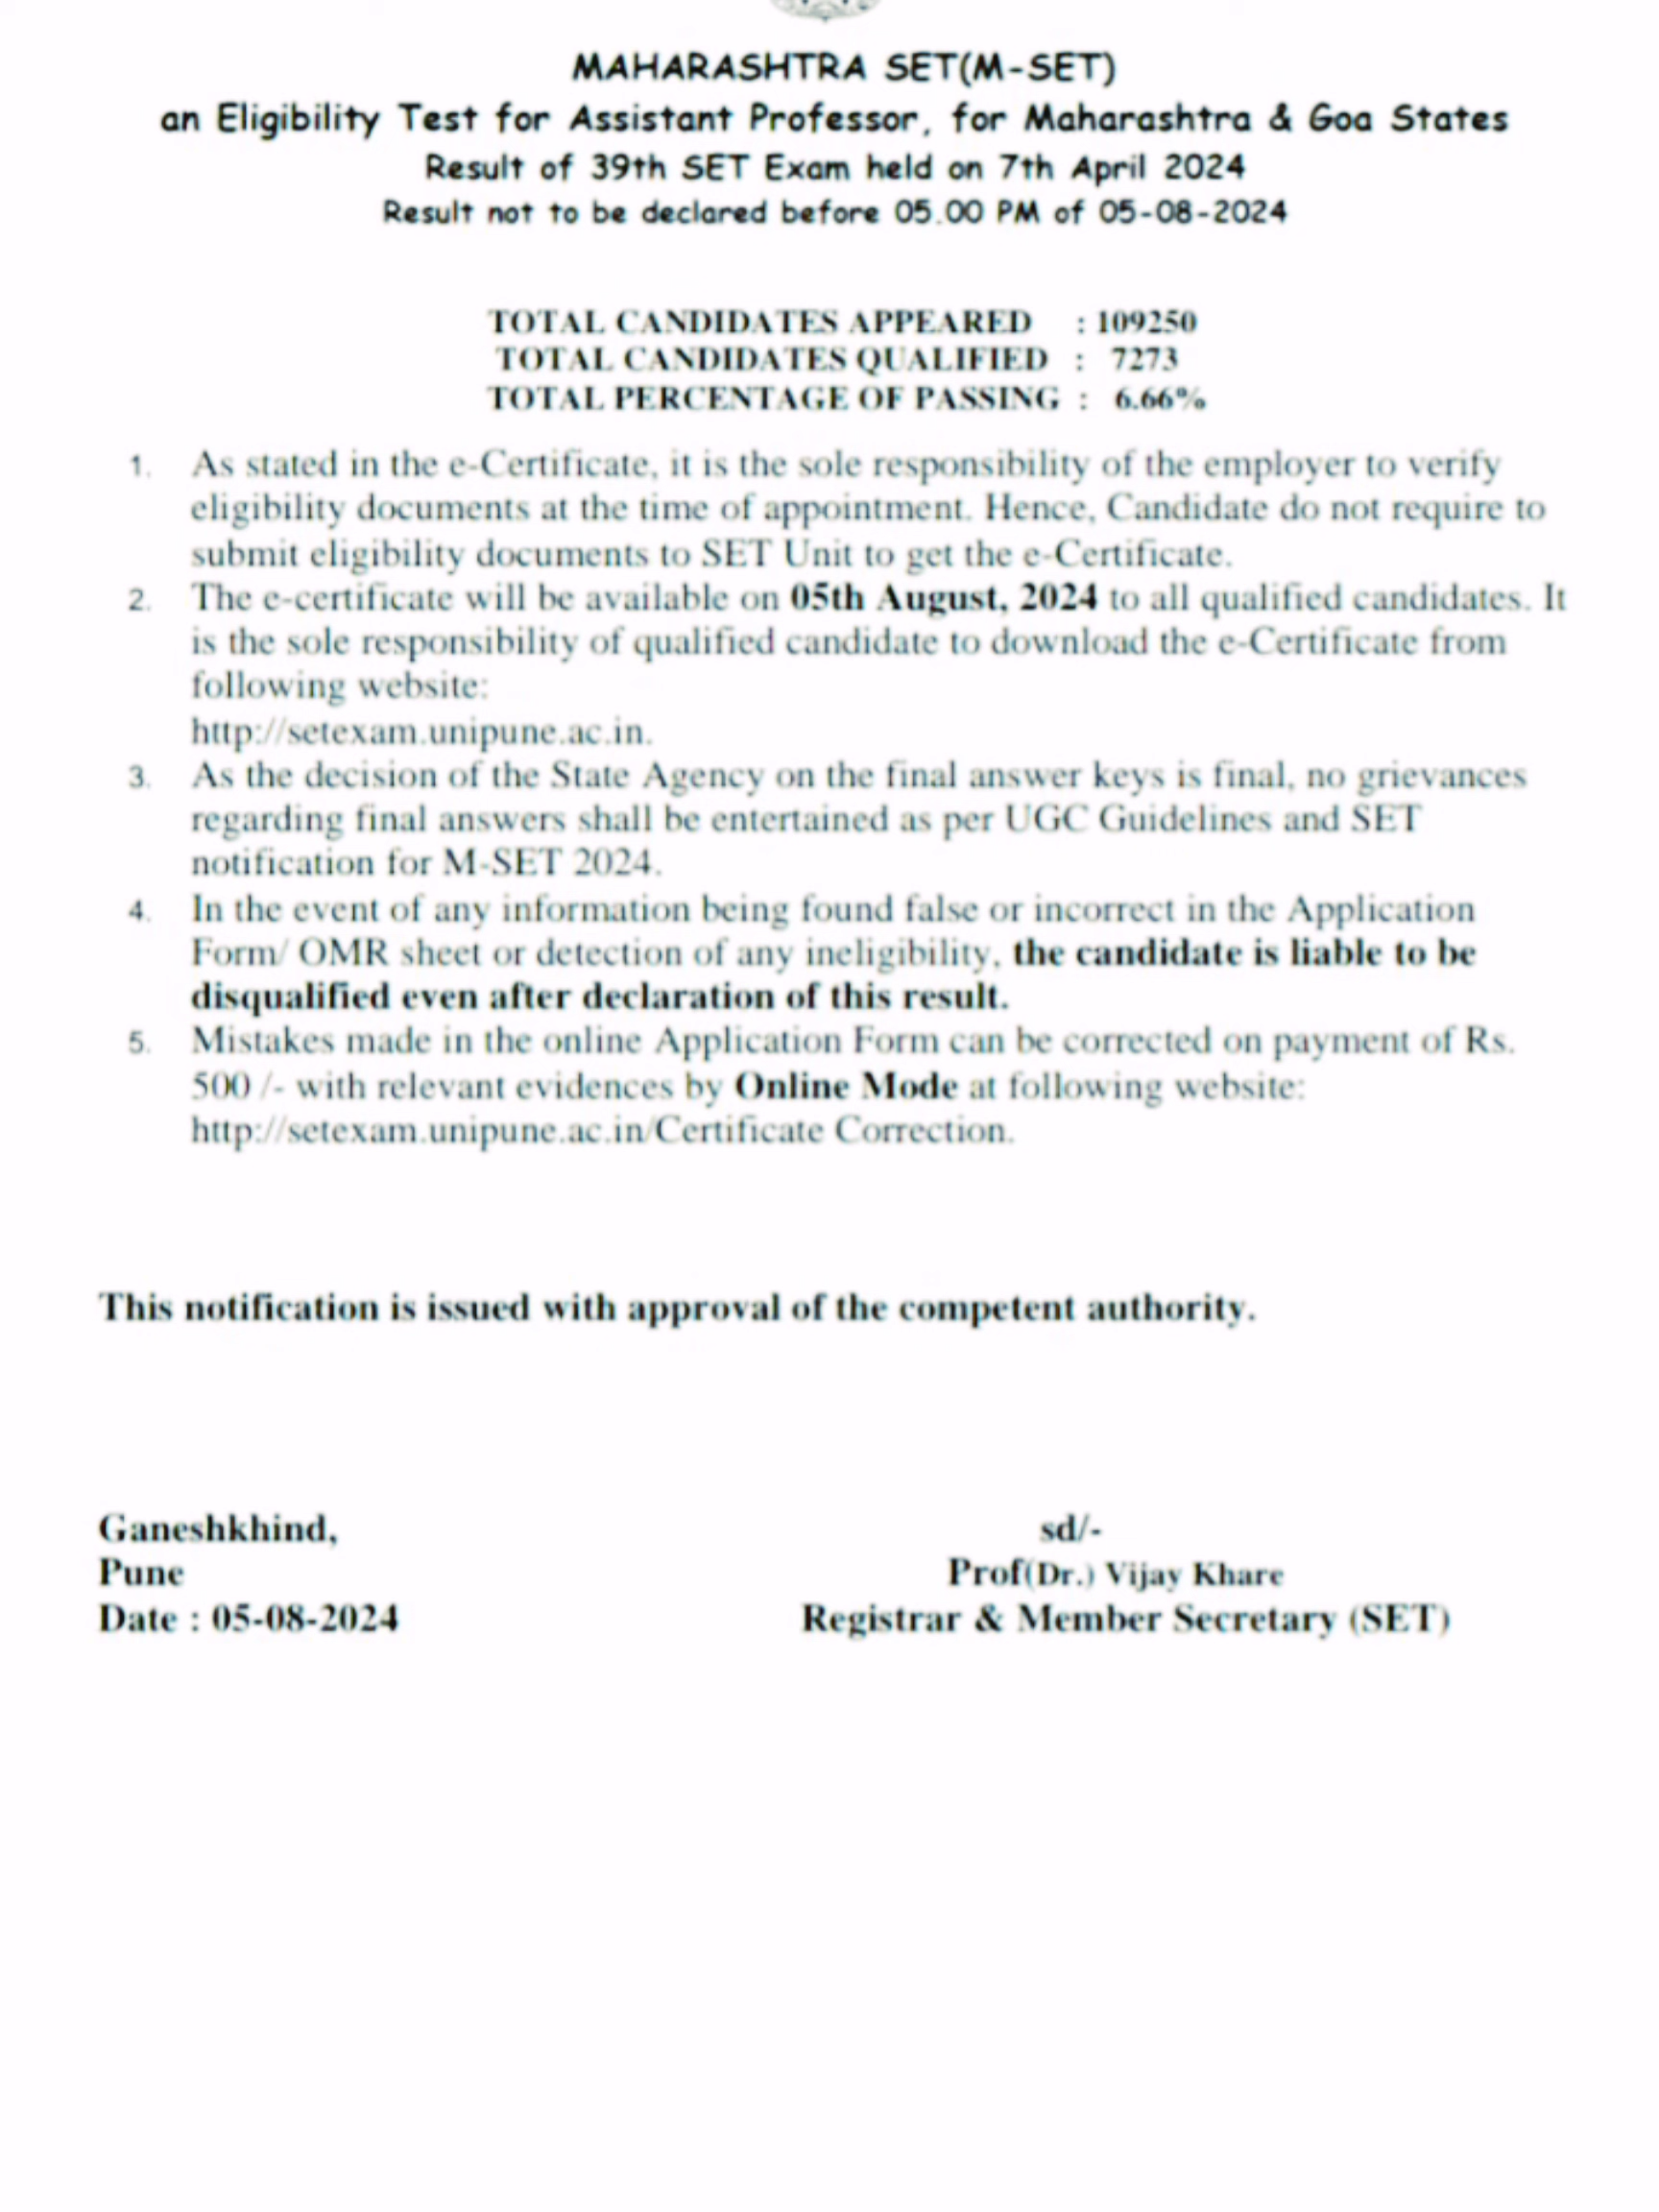 MAHARASHTRA SET(M-SET)
an Eligibility Test for Assistant Professor, for Maharashtra & Goa States
Result of 39th SET Exam held on 7th April 2024
Result not to be declared before 05.00 PM of 05-08-2024
TOTAL CANDIDATES APPEARED : 109250
TOTAL CANDIDATES QUALIFIED : 7273
TOTAL PERCENTAGE OF PASSING : 6.66%
1. As stated in the e-Certificate, it is the sole responsibility of the employer to verify
eligibility documents at the time of appointment. Hence, Candidate do not require to
submit eligibility documents to SET Unit to get the e-Certificate.
2. The e-certificate will be available on 05th August, 2024 to all qualified candidates. It
is the sole responsibility of qualified candidate to download the e-Certificate from
following website:
http://setexam.unipune.ac.in.
3. As the decision of the State Agency on the final answer keys is final, no grievances
regarding final answers shall be entertained as per UGC Guidelines and SET
notification for M-SET 2024.
4. In the event of any information being found false or incorrect in the Application
Form/ OMR sheet or detection of any ineligibility, the candidate is liable to be
disqualified even after declaration of this result.
5. Mistakes made in the online Application Form can be corrected on payment of Rs.
500 /- with relevant evidences by Online Mode at following website:
http://setexam.unipune.ac.in/Certificate Correction.
This notification is issued with approval of the competent authority.
Ganeshkhind,
Pune
Date : 05-08-2024
sd/-
Prof(Dr.) Vijay Khare
Registrar & Member Secretary (SET)